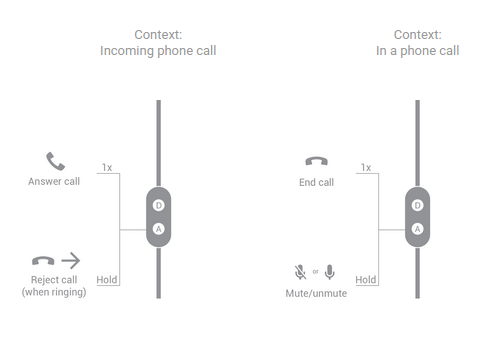 Context:
Incoming phone call
Context:
In a phone call
1x
Answer call
D
A
Reject call
(when ringing)
Hold
1x
End call
D
A
or
Mute/unmute
Hold